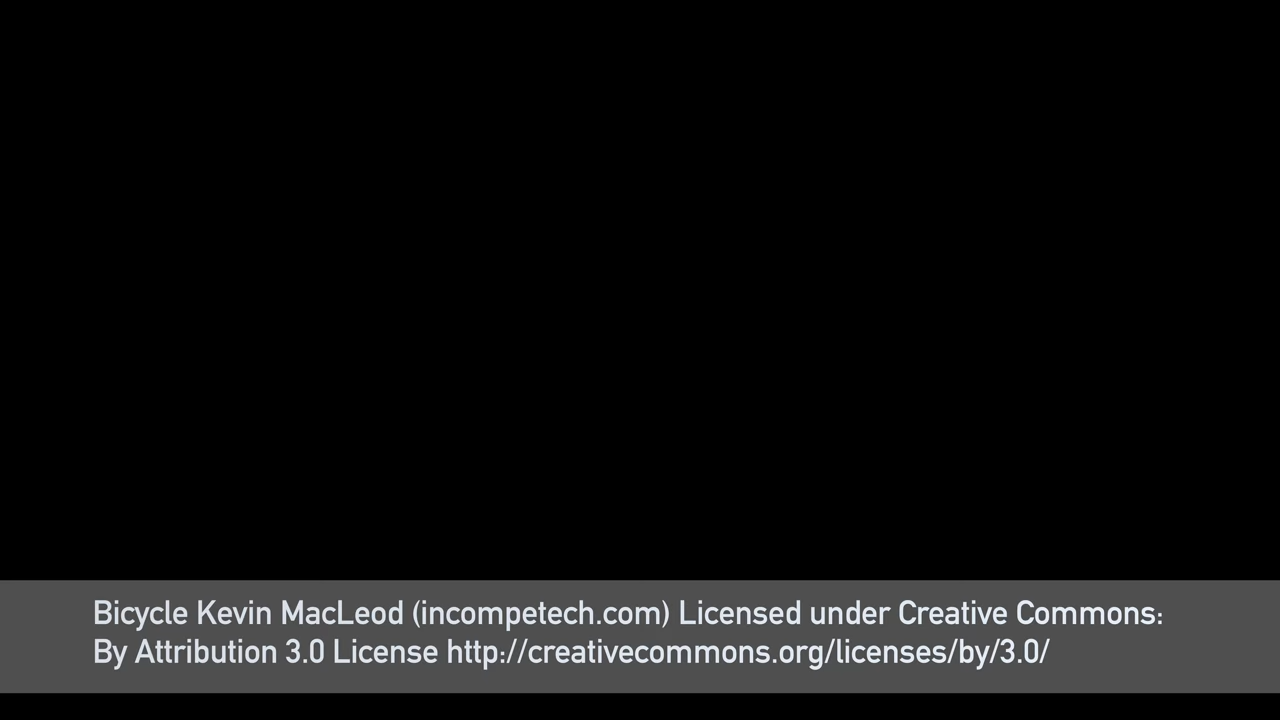 Bicycle Kevin MacLeod (incompetech.com) Licensed under Creative Commons:
By Attribution 3.0 License http://creativecommons.org/licenses/by/3.0/